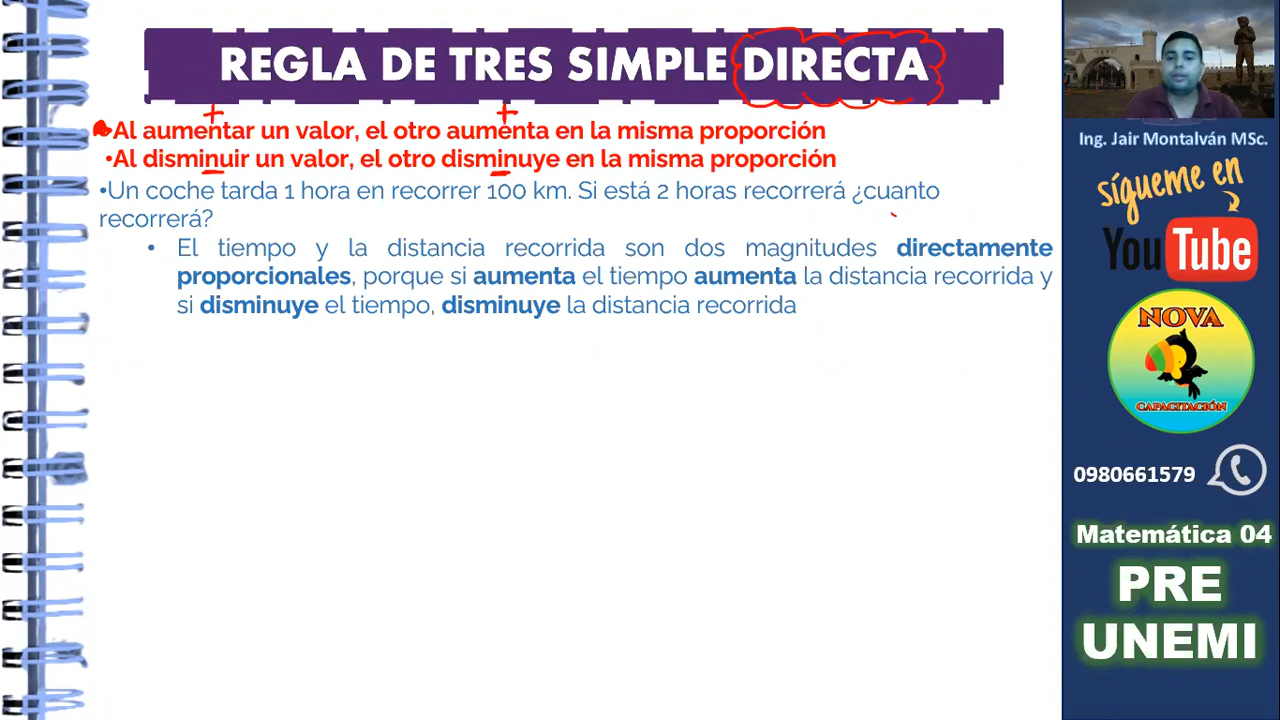 REGLA DE TRES SIMPLE DIRECTA
+ +
•Al aumentar un valor, el otro aumenta en la misma proporción
•Al disminuir un valor, el otro disminuye en la misma proporción
•Un coche tarda 1 hora en recorrer 100 km. Si está 2 horas recorrerá ¿cuanto
recorrerá?
• El tiempo y la distancia recorrida son dos magnitudes directamente
proporcionales, porque si aumenta el tiempo aumenta la distancia recorrida y
si disminuye el tiempo, disminuye la distancia recorrida
Ing. Jair Montalván MSc.
sígueme en
YouTube
NOVA
CAPACITACIÓN
0980661579
Matemática 04
PRE
UNEMI